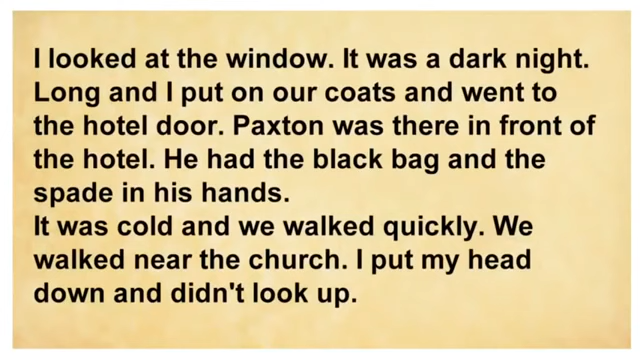 I looked at the window. It was a dark night.
Long and I put on our coats and went to
the hotel door. Paxton was there in front of
the hotel. He had the black bag and the
spade in his hands.
It was cold and we walked quickly. We
walked near the church. I put my head
down and didn't look up.